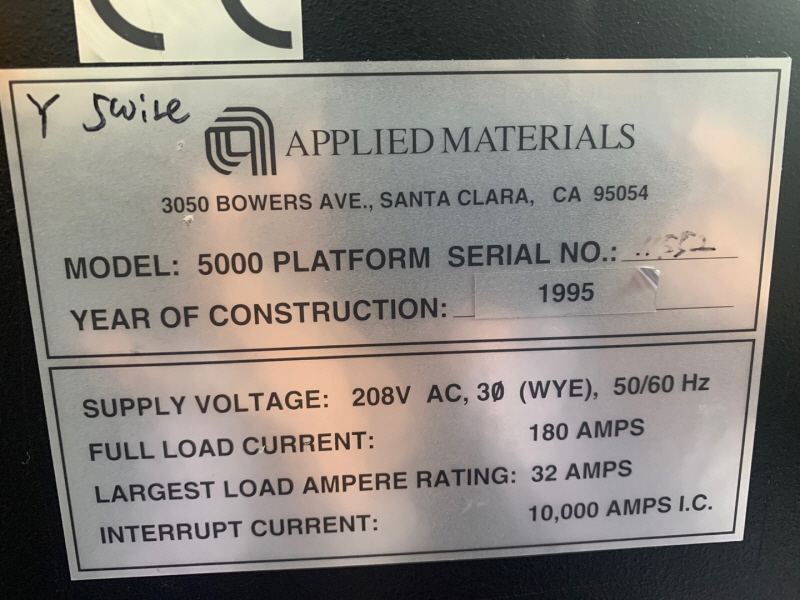 Y 5wire
APPLIED MATERIALS
3050 BOWERS AVE., SANTA CLARA, CA 95054
MODEL: 5000 PLATFORM SERIAL NO.:
YEAR OF CONSTRUCTION: 1995
SUPPLY VOLTAGE: 208V AC, 3Ø (WYE), 50/60 Hz
FULL LOAD CURRENT: 180 AMPS
LARGEST LOAD AMPERE RATING: 32 AMPS
INTERRUPT CURRENT: 10,000 AMPS I.C.